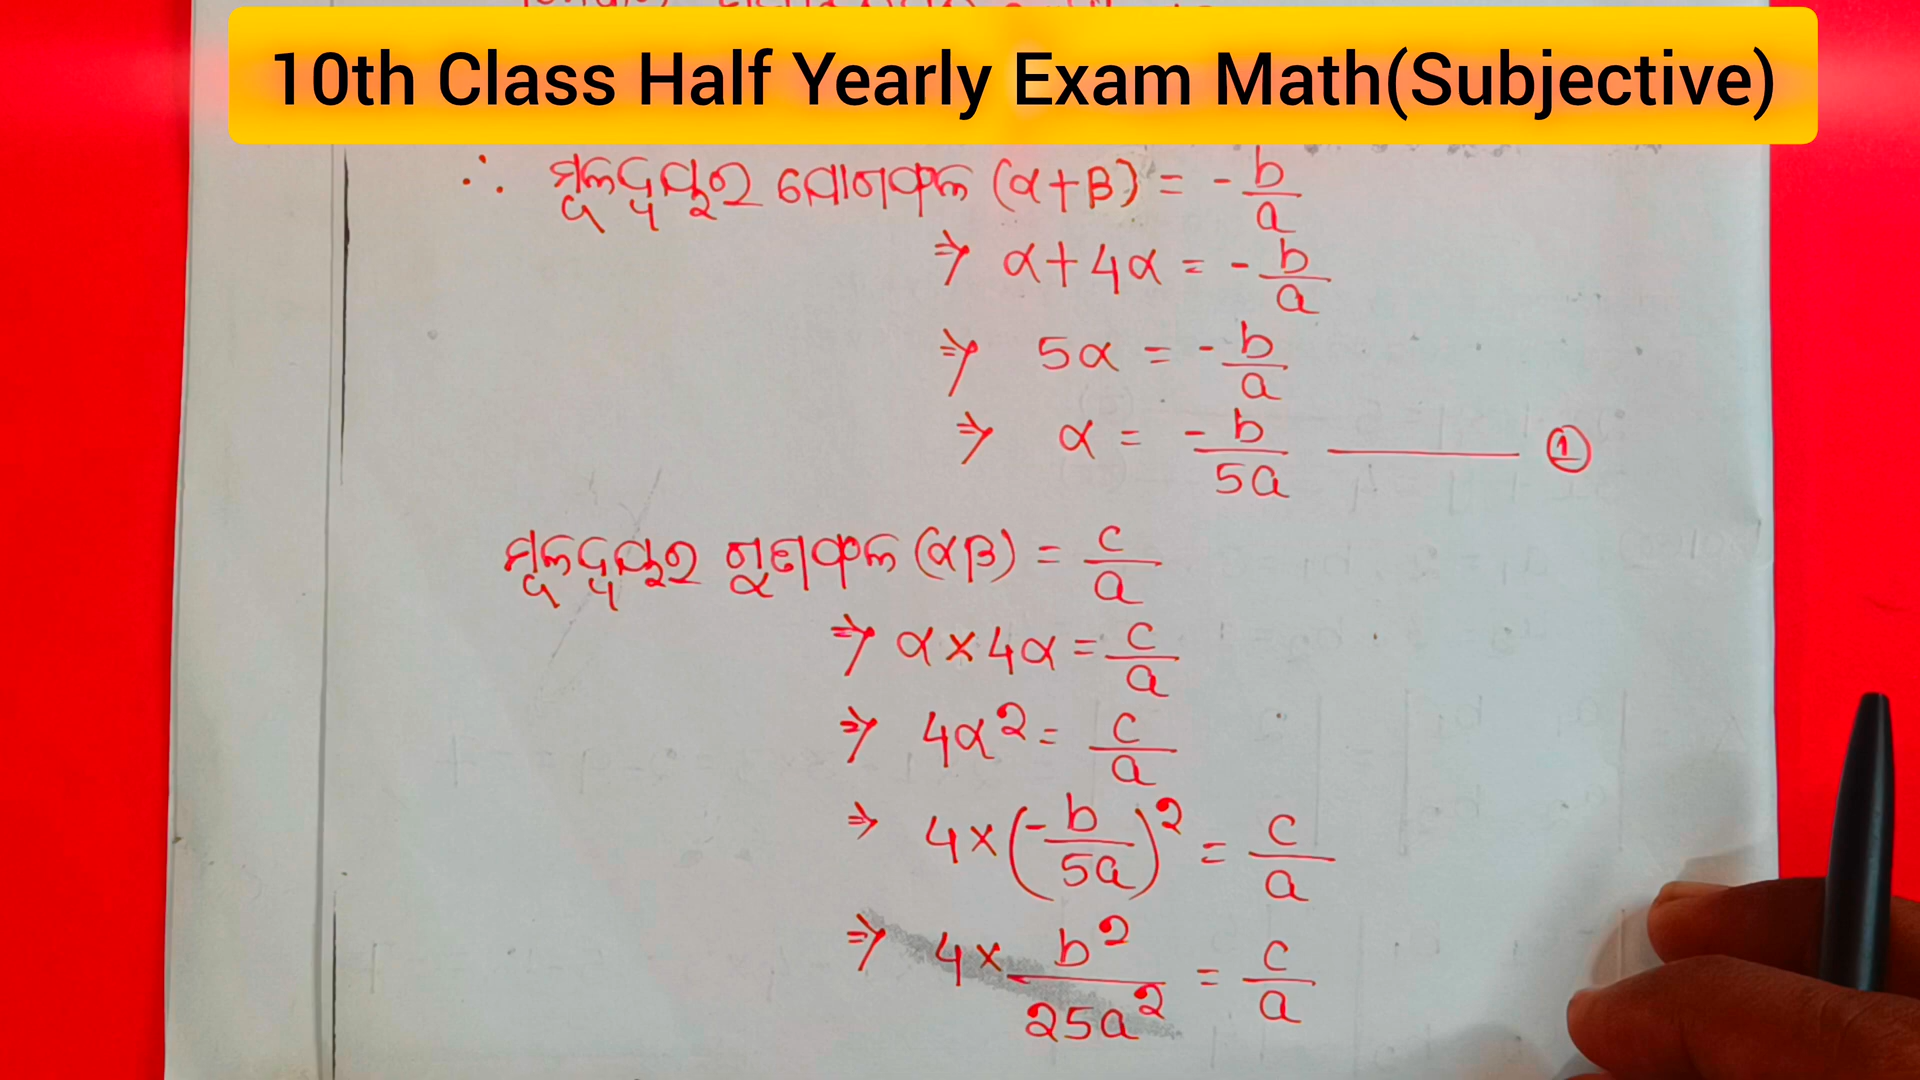 10th Class Half Yearly Exam Math(Subjective)
∴ ମୂଳଦ୍ୱୟର ଯୋଗଫଳ (α+β) = - b/a
⇒ α+4α = - b/a
⇒ 5α = - b/a
⇒ α = -b/5a ——— ①
ମୂଳଦ୍ୱୟର ଗୁଣଫଳ (αβ) = c/a
⇒ α×4α = c/a
⇒ 4α² = c/a
⇒ 4×(-b/5a)² = c/a
⇒ 4× b²/25a² = c/a